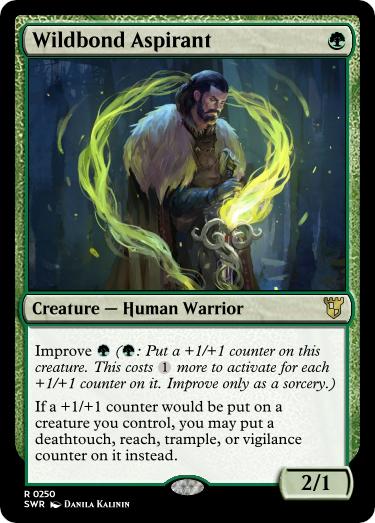 Wildbond Aspirant
Creature — Human Warrior
Improve (: Put a +1/+1 counter on this
creature. This costs 1 more to activate for each
+1/+1 counter on it. Improve only as a sorcery.)
If a +1/+1 counter would be put on a
creature you control, you may put a
deathtouch, reach, trample, or vigilance
counter on it instead.
2/1
R 0250
SWR Danila Kalinin